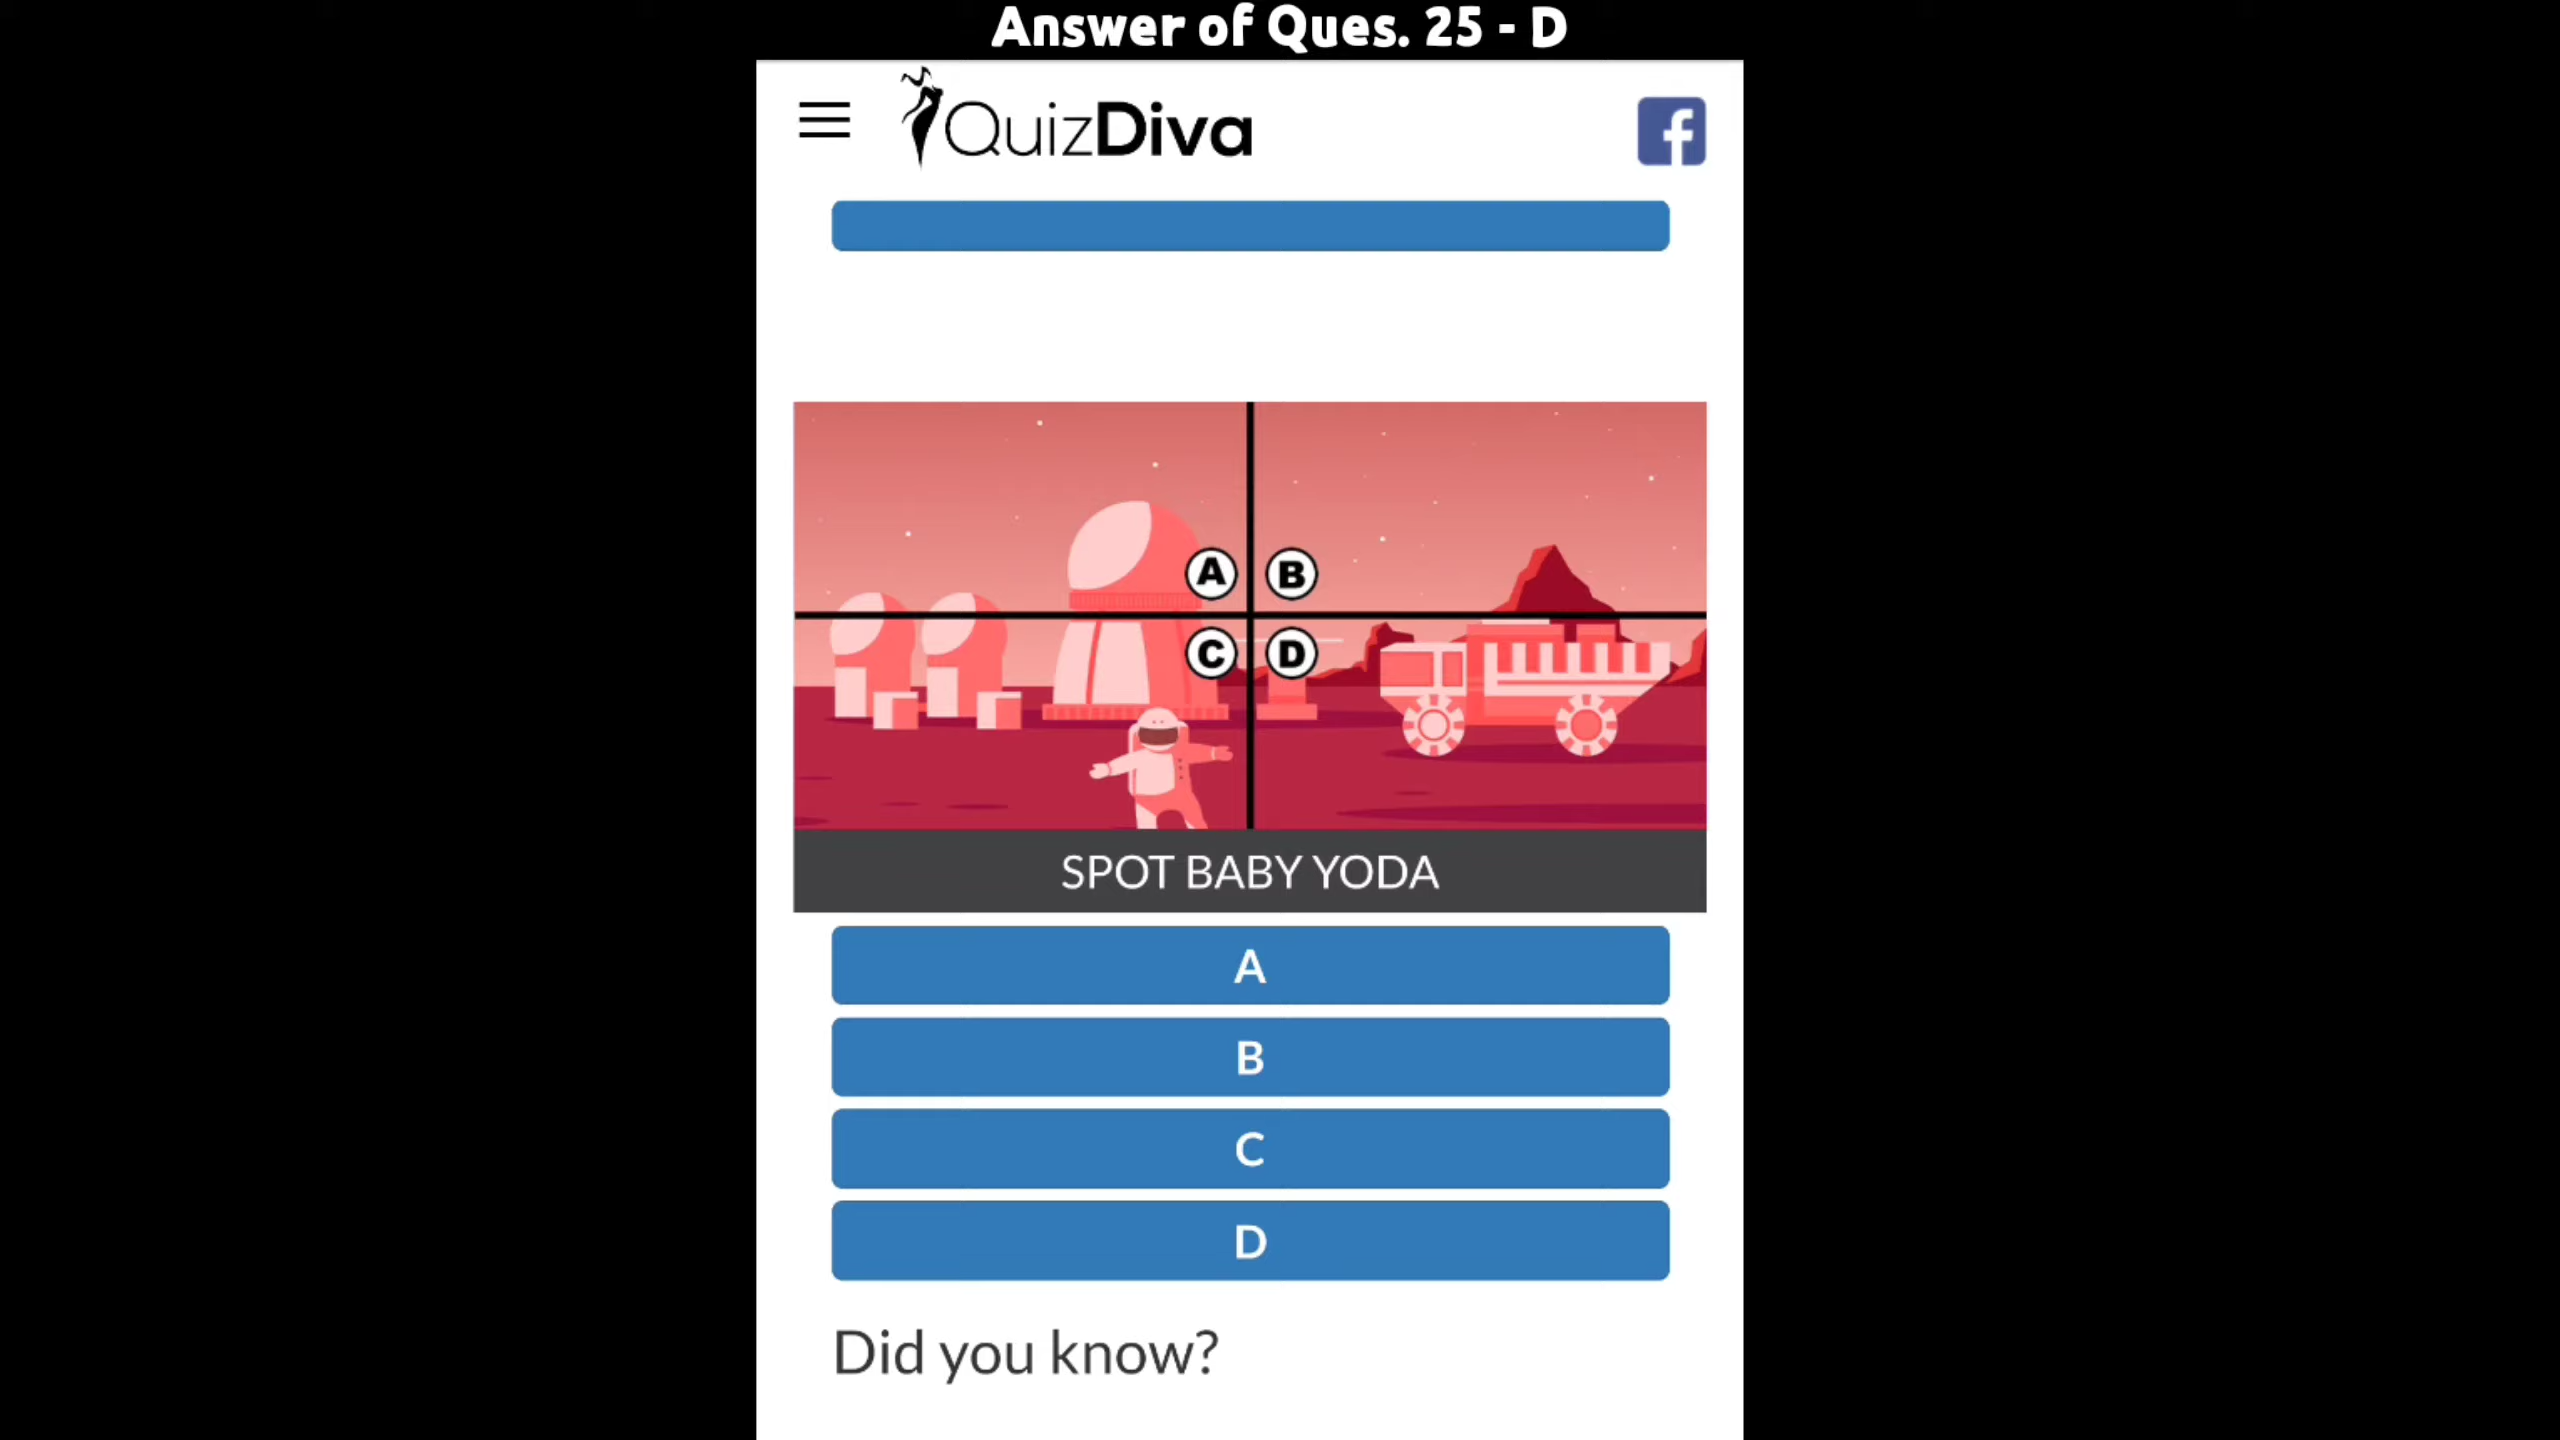 Answer of Ques. 25 - D
QuizDiva
A B
C D
SPOT BABY YODA
A
B
C
D
Did you know?